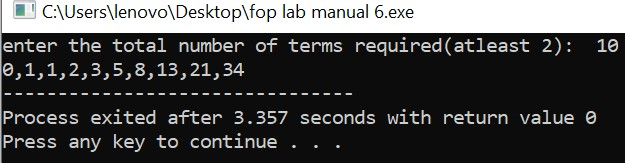 C:\Users\lenovo\Desktop\fop lab manual 6.exe
enter the total number of terms required(atleast 2):  10
0,1,1,2,3,5,8,13,21,34
--------------------------------
Process exited after 3.357 seconds with return value 0
Press any key to continue . . .